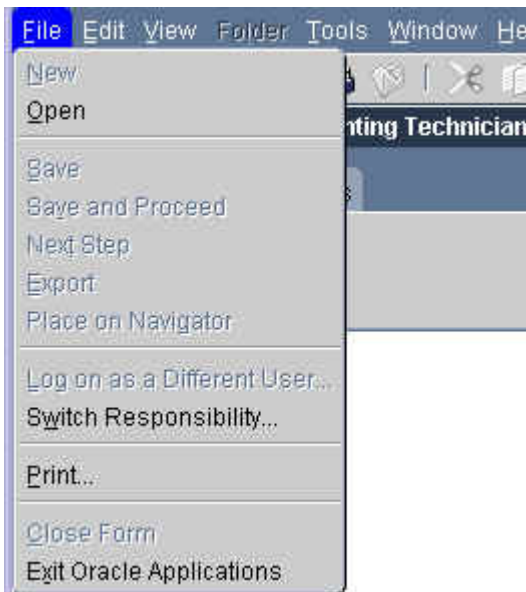 File Edit View Folder Tools Window He
New
Open
nting Technician
Save
s
Save and Proceed
Next Step
Export
Place on Navigator
Log on as a Different User...
Switch Responsibility...
Print...
Close Form
Exit Oracle Applications